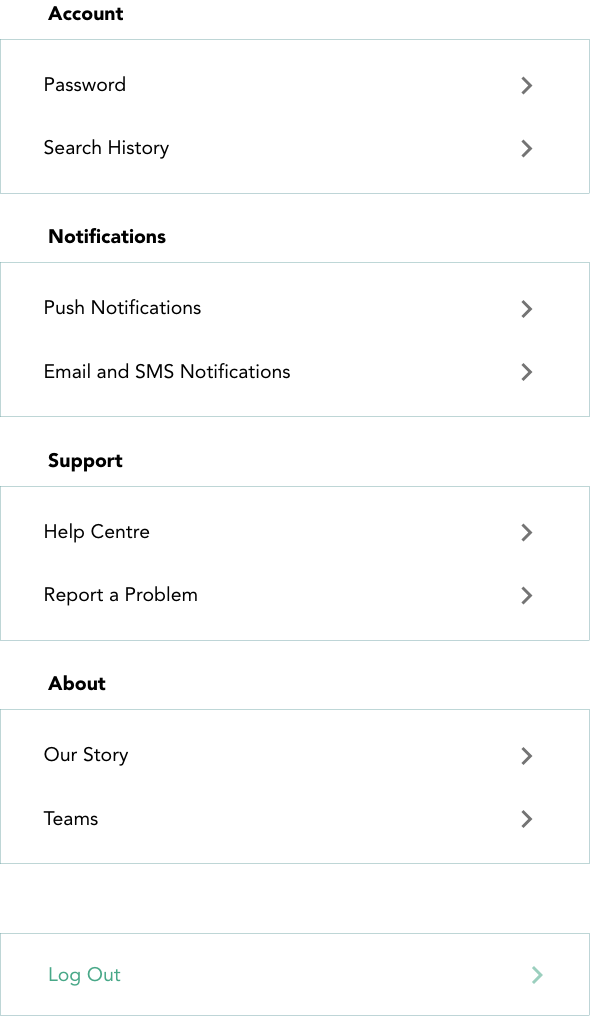 Account
Password
Search History
Notifications
Push Notifications
Email and SMS Notifications
Support
Help Centre
Report a Problem
About
Our Story
Teams
Log Out